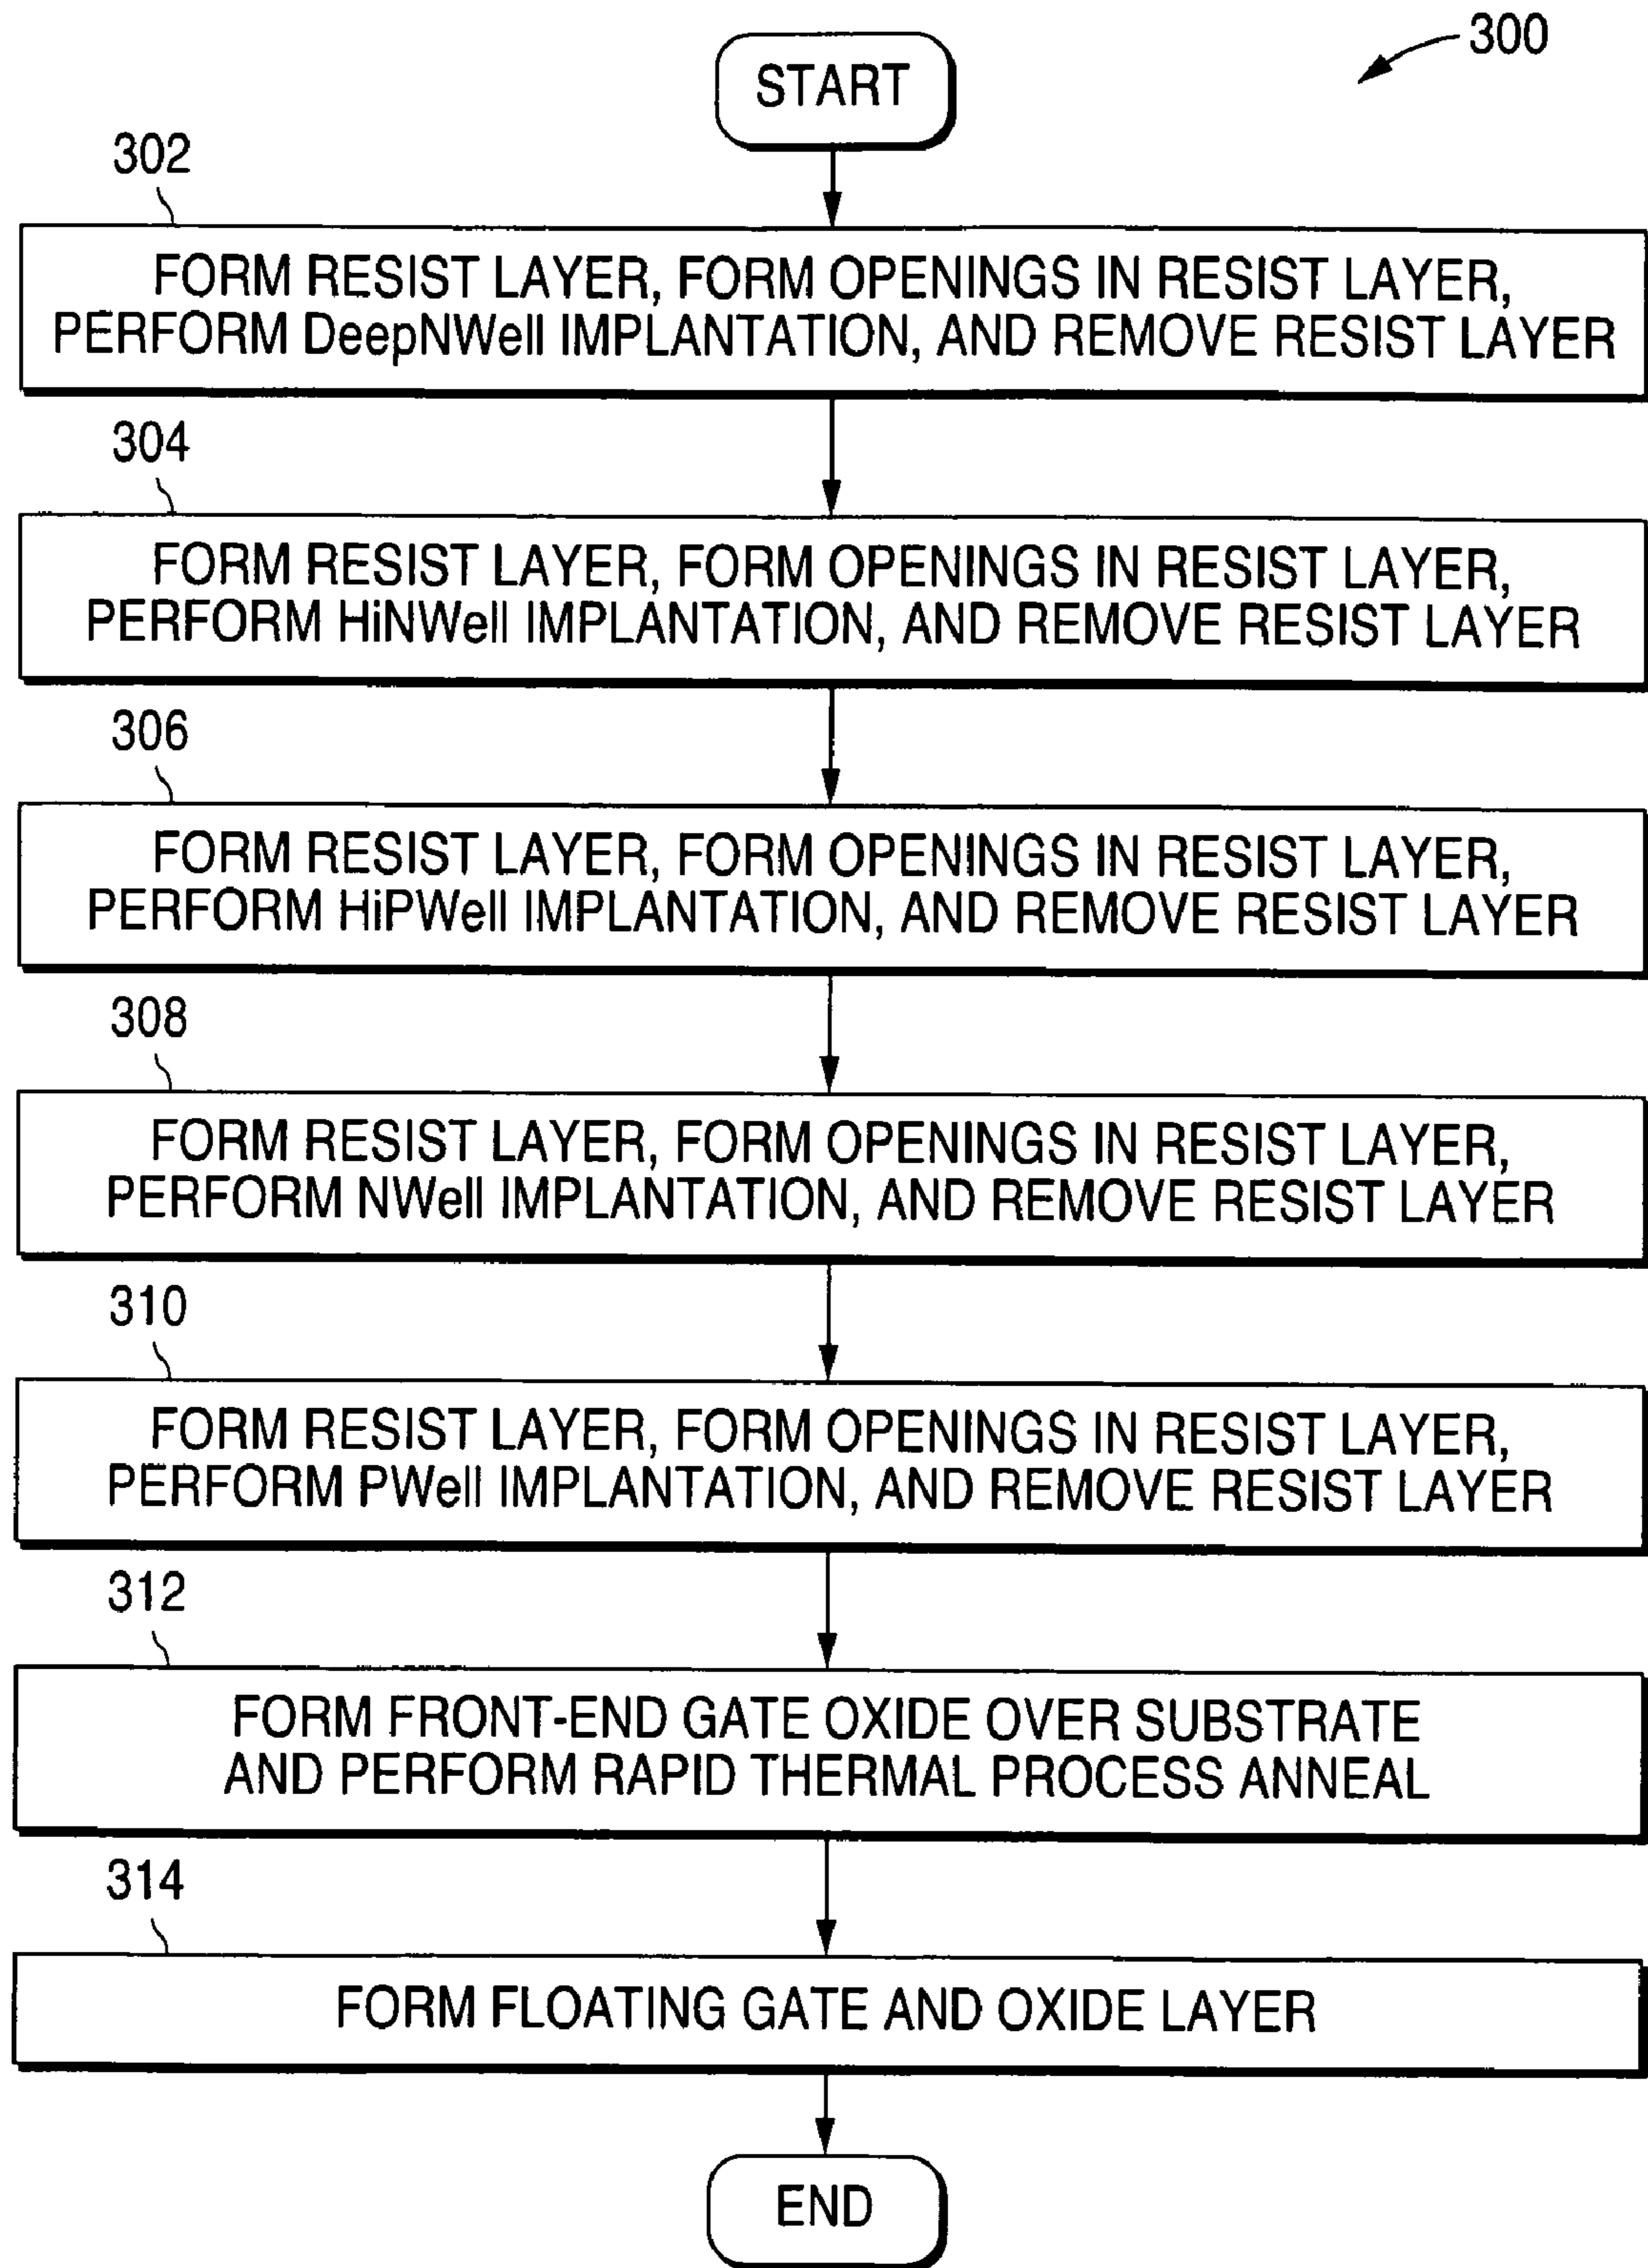 300
START
302
FORM RESIST LAYER, FORM OPENINGS IN RESIST LAYER,
PERFORM DeepNWell IMPLANTATION, AND REMOVE RESIST LAYER
304
FORM RESIST LAYER, FORM OPENINGS IN RESIST LAYER,
PERFORM HiNWell IMPLANTATION, AND REMOVE RESIST LAYER
306
FORM RESIST LAYER, FORM OPENINGS IN RESIST LAYER,
PERFORM HiPWell IMPLANTATION, AND REMOVE RESIST LAYER
308
FORM RESIST LAYER, FORM OPENINGS IN RESIST LAYER,
PERFORM NWell IMPLANTATION, AND REMOVE RESIST LAYER
310
FORM RESIST LAYER, FORM OPENINGS IN RESIST LAYER,
PERFORM PWell IMPLANTATION, AND REMOVE RESIST LAYER
312
FORM FRONT-END GATE OXIDE OVER SUBSTRATE
AND PERFORM RAPID THERMAL PROCESS ANNEAL
314
FORM FLOATING GATE AND OXIDE LAYER
END